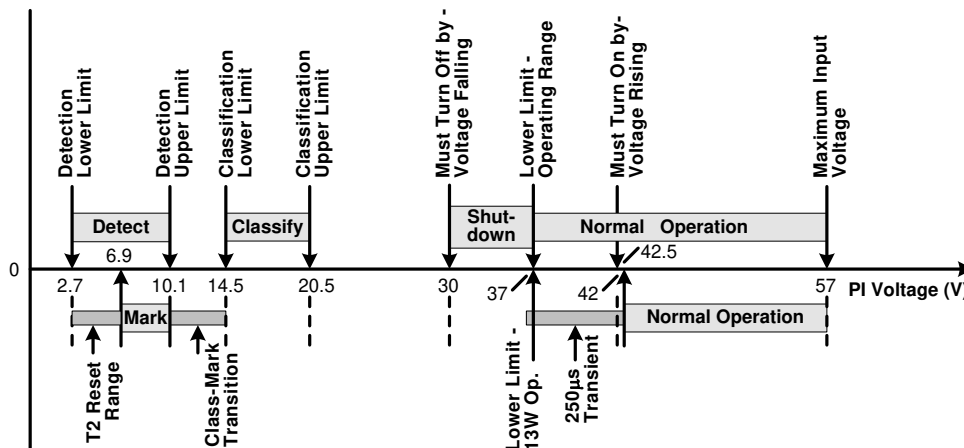 Detection
Lower Limit
Detection
Upper Limit
Classification
Lower Limit
Classification
Upper Limit
Must Turn Off by-
Voltage Falling
Lower Limit -
Operating Range
Must Turn On by-
Voltage Rising
Maximum Input
Voltage
Detect
Classify
Shut-
down
Normal Operation
6.9
42.5
0
2.7
10.1
14.5
20.5
30
37
42
57
PI Voltage (V)
Mark
Normal Operation
T2 Reset
Range
Class-Mark
Transition
Lower Limit -
13W Op.
250μs
Transient